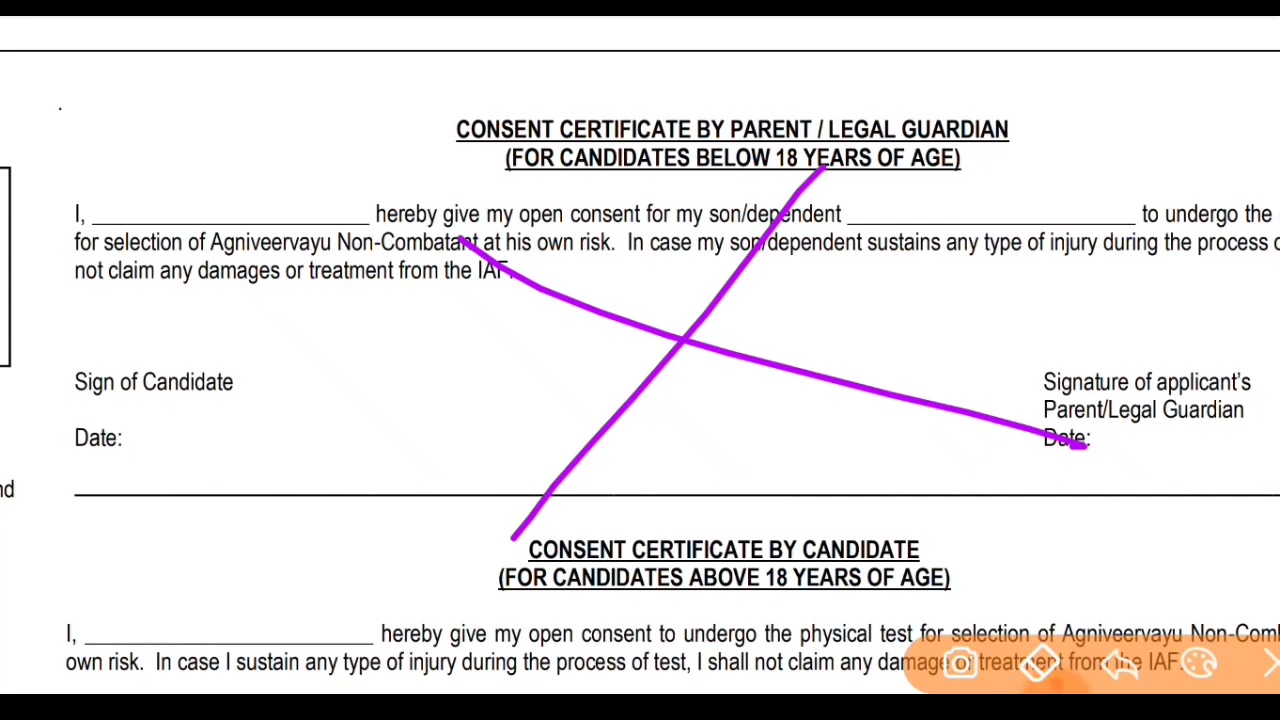 CONSENT CERTIFICATE BY PARENT / LEGAL GUARDIAN
(FOR CANDIDATES BELOW 18 YEARS OF AGE)
I, ________________________ hereby give my open consent for my son/dependent _________________________ to undergo the
for selection of Agniveervayu Non-Combatant at his own risk. In case my son/dependent sustains any type of injury during the process
not claim any damages or treatment from the IAF.
Sign of Candidate
Signature of applicant's
Parent/Legal Guardian
Date:
Date:
CONSENT CERTIFICATE BY CANDIDATE
(FOR CANDIDATES ABOVE 18 YEARS OF AGE)
I, _________________________ hereby give my open consent to undergo the physical test for selection of Agniveervayu Non-Com
own risk. In case I sustain any type of injury during the process of test, I shall not claim any damage or treatment from the IAF.